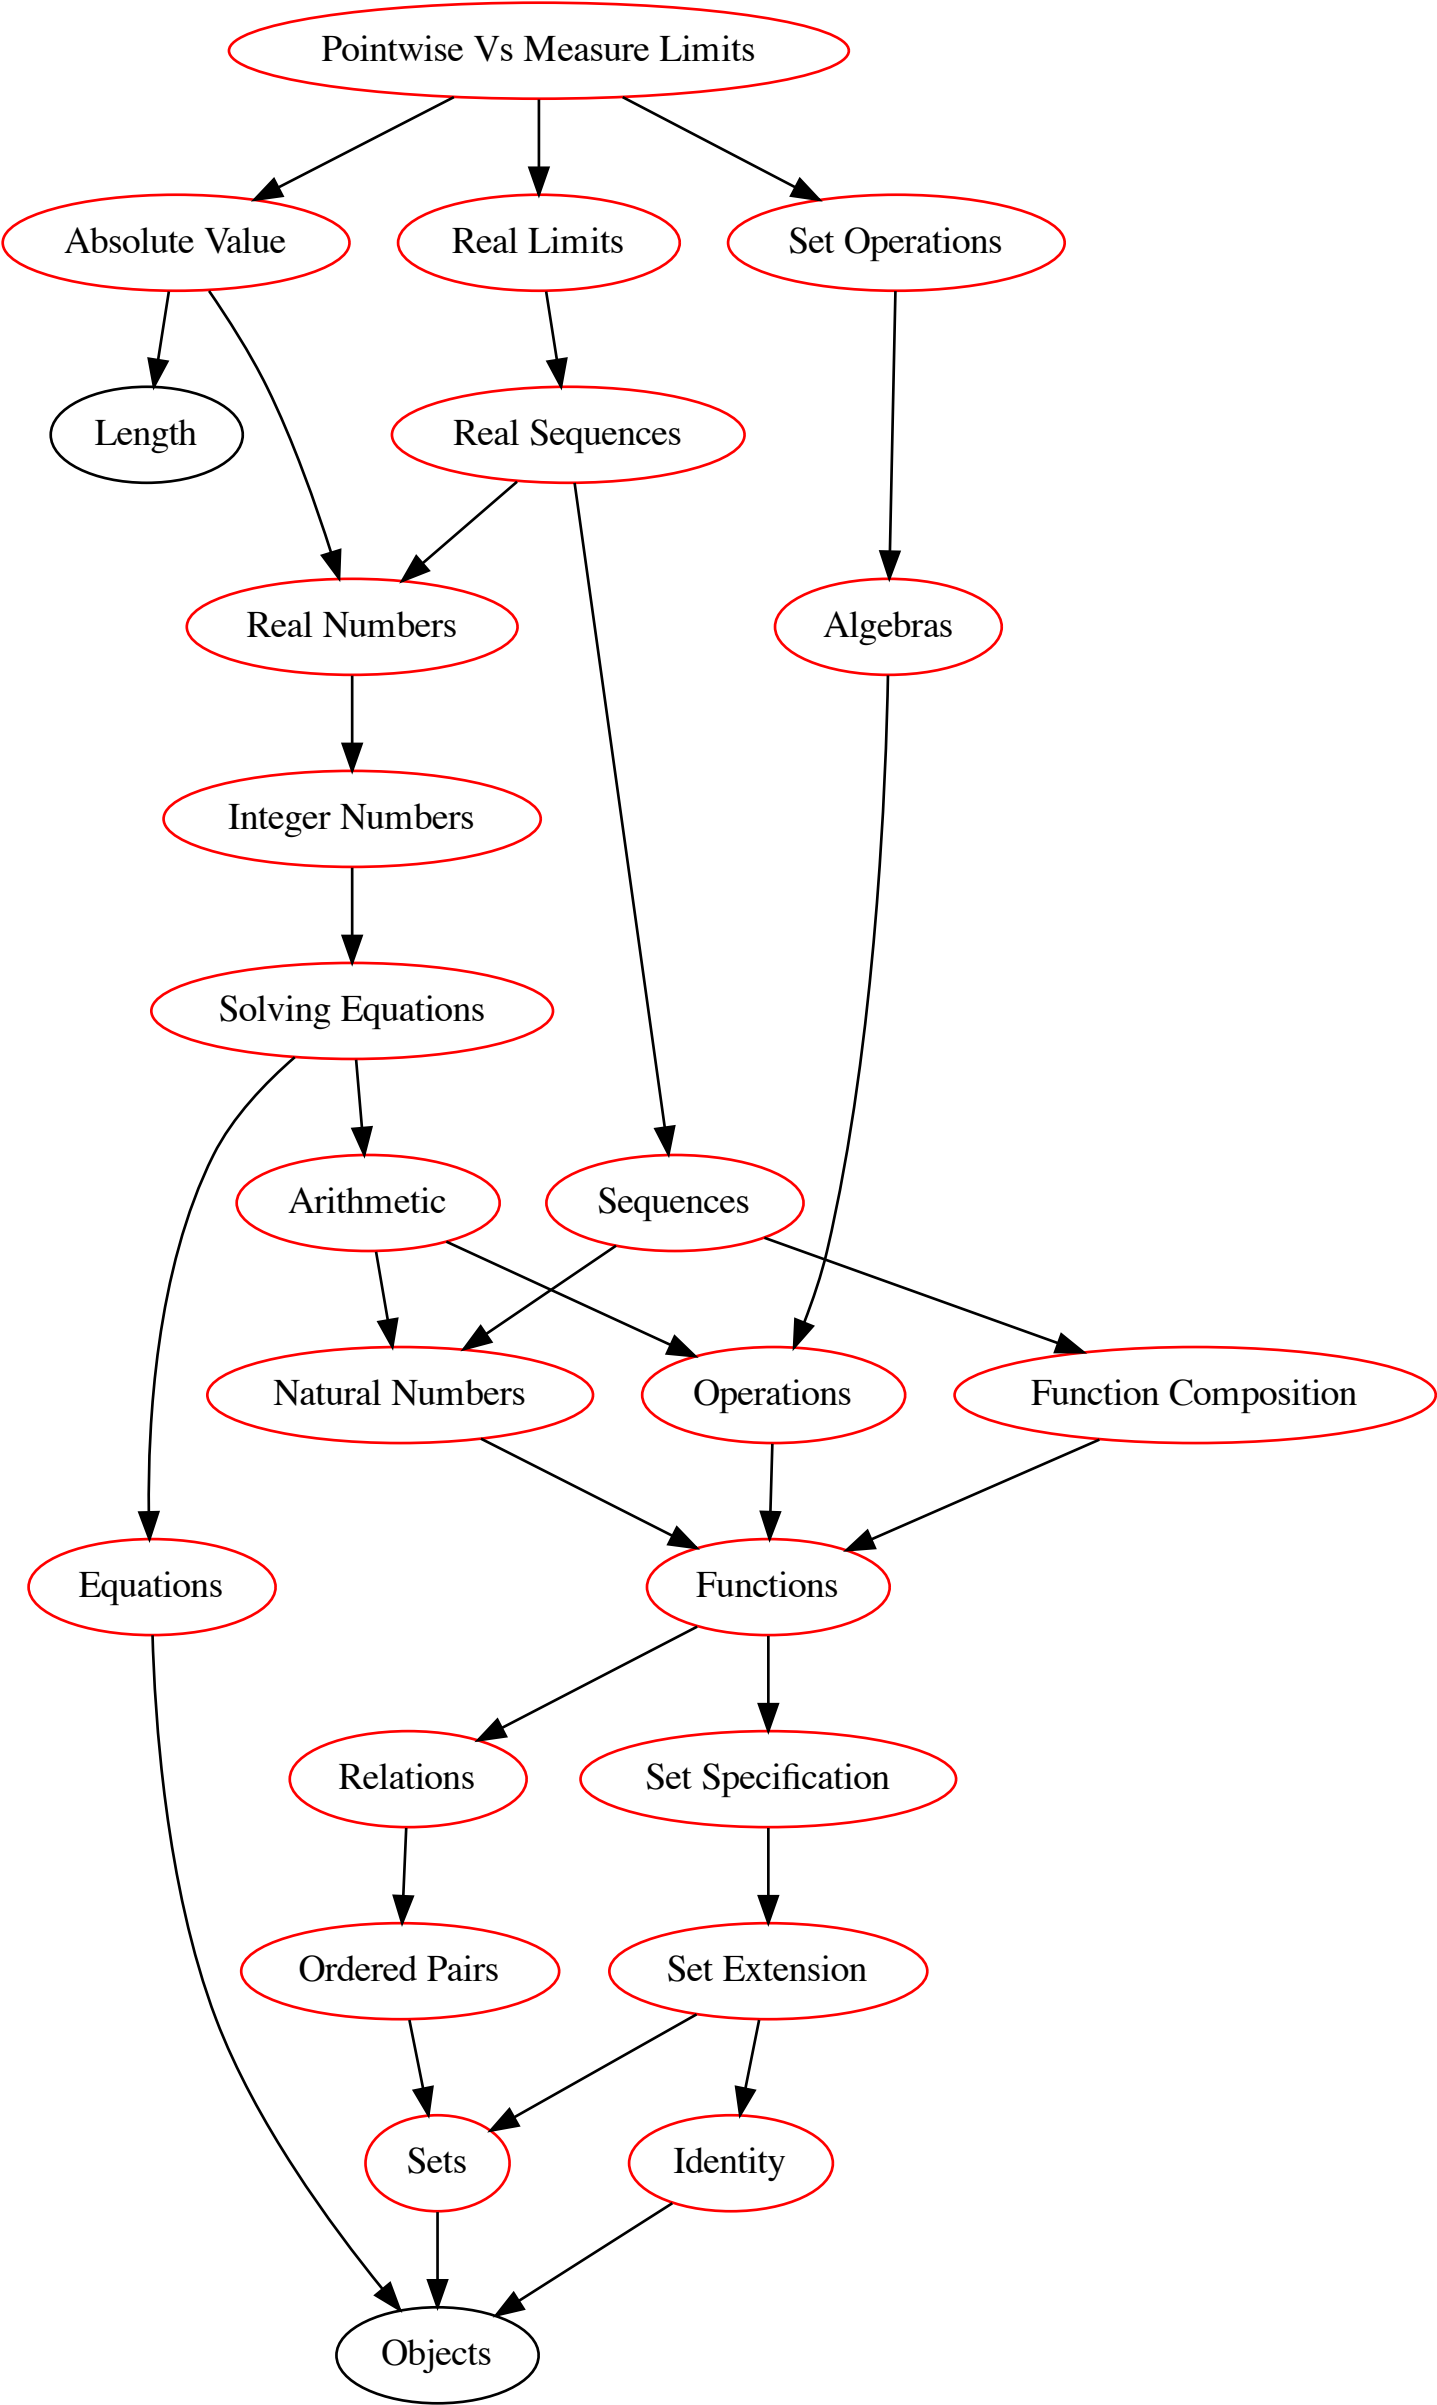 Pointwise Vs Measure Limits
Absolute Value
Real Limits
Set Operations
Length
Real Sequences
Real Numbers
Algebras
Integer Numbers
Solving Equations
Arithmetic
Sequences
Natural Numbers
Operations
Function Composition
Equations
Functions
Relations
Set Specification
Ordered Pairs
Set Extension
Sets
Identity
Objects